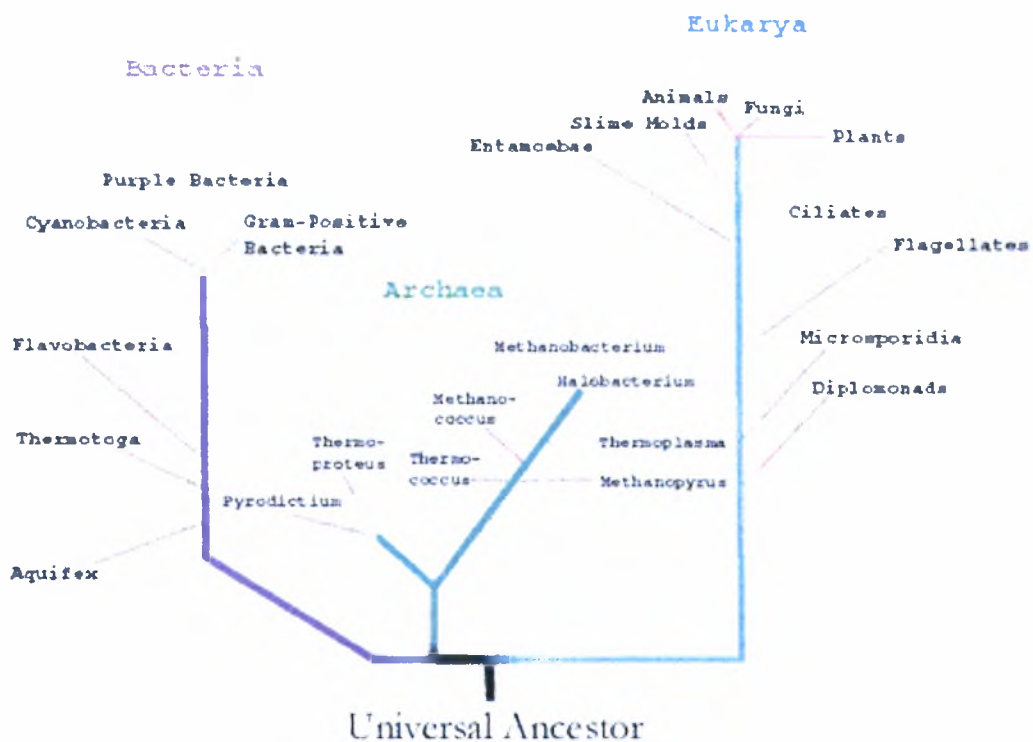 Eukarya
Bacteria
Animals
Fungi
Slime Molds
Plants
Entamoebae
Purple Bacteria
Ciliates
Cyanobacteria
Gram-Positive
Bacteria
Flagellates
Archaea
Flavobacteria
Methanobacterium
Microsporidia
Halobacterium
Diplomonads
Methano-
coccus
Thermotoga
Thermo-
proteus
Thermoplasma
Thermo-
coccus
Methanopyrus
Pyrodictium
Aquifex
Universal Ancestor